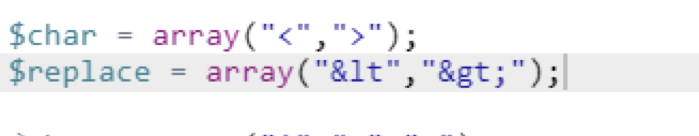 $char = array("<",">");
$replace = array("&lt","&gt;");